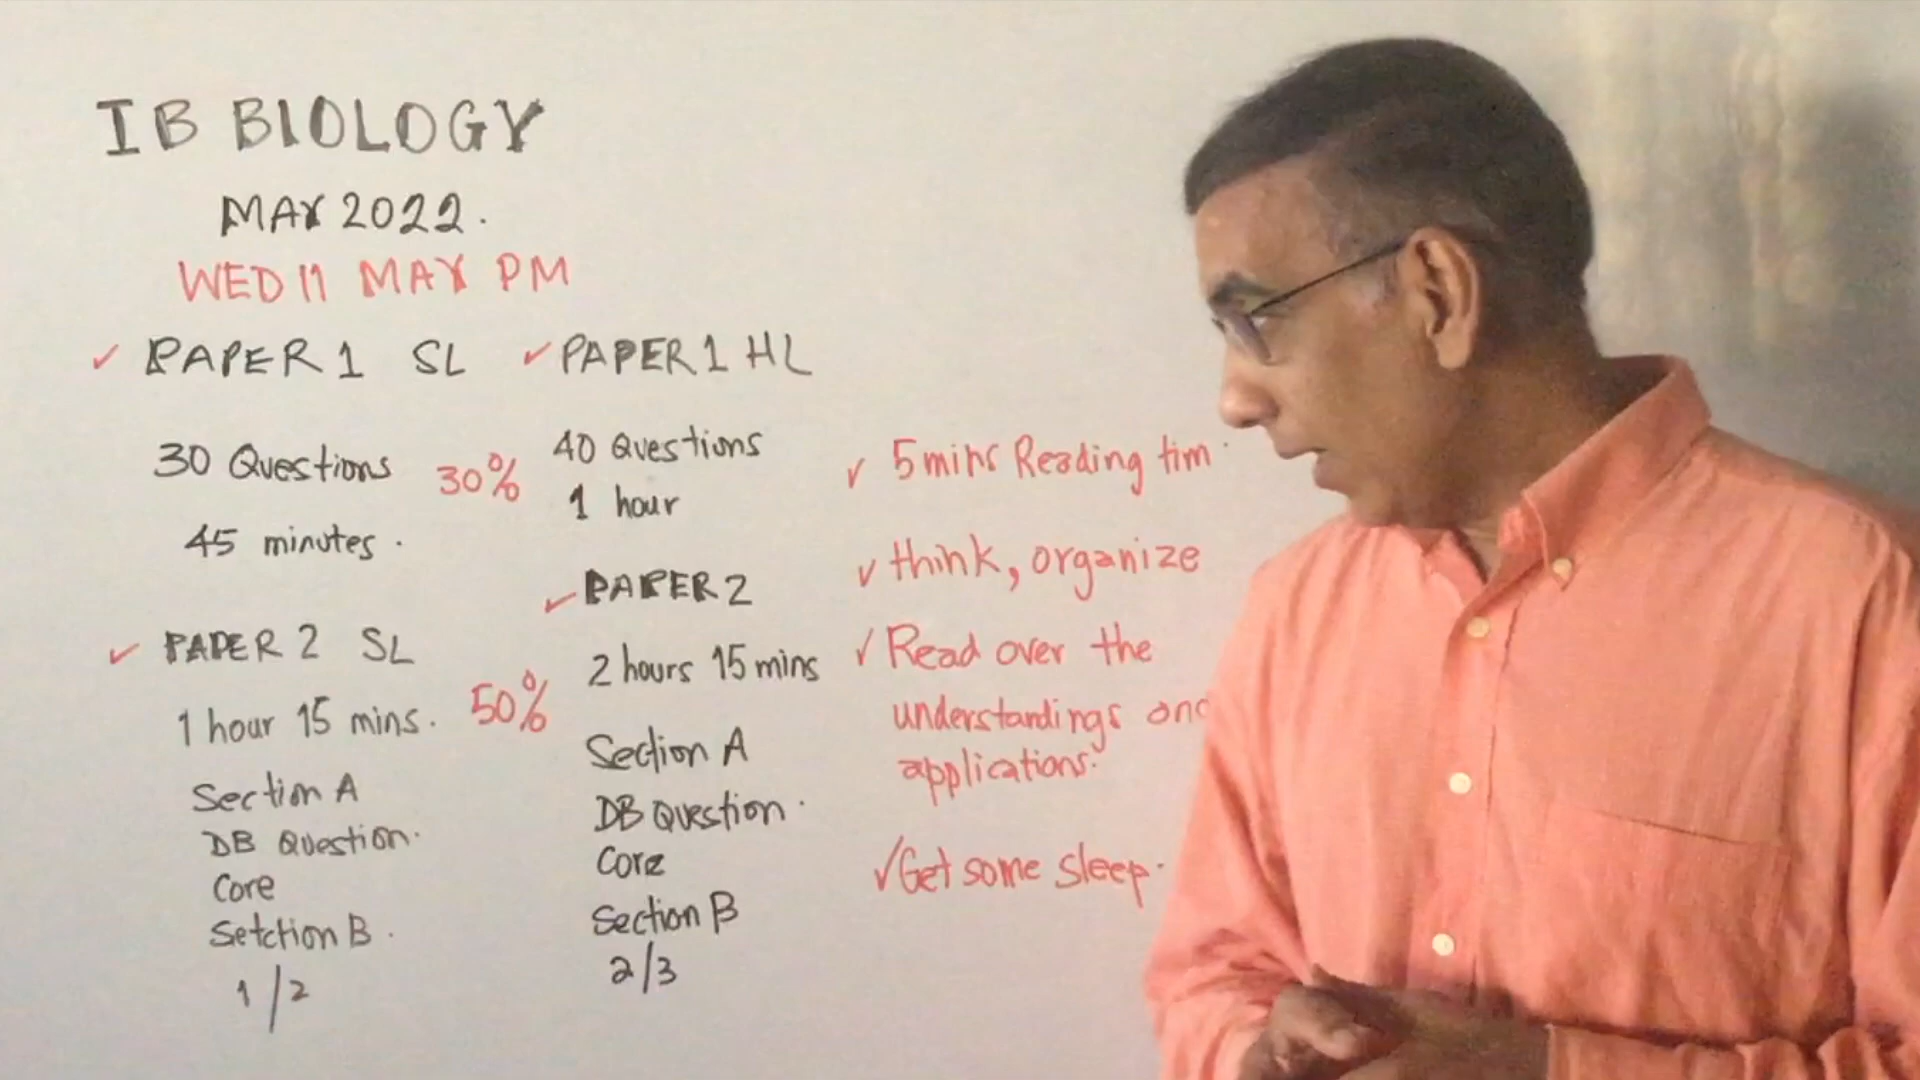 IB BIOLOGY
MAY 2022.
WED 11 MAY PM
✓ PAPER 1 SL
30 Questions
45 minutes.
30%
✓ PAPER 1 HL
40 Questions
1 hour
✓ PAPER 2 SL
1 hour 15 mins.
Section A
DB Question.
Core
Setction B.
1/2
50%
✓ PAPER 2
2 hours 15 mins
Section A
DB Question.
Core
Section B
2/3
✓ 5 mins Reading tim
✓ think, organize
✓ Read over the
understandings
applications.
✓ Get some sleep.